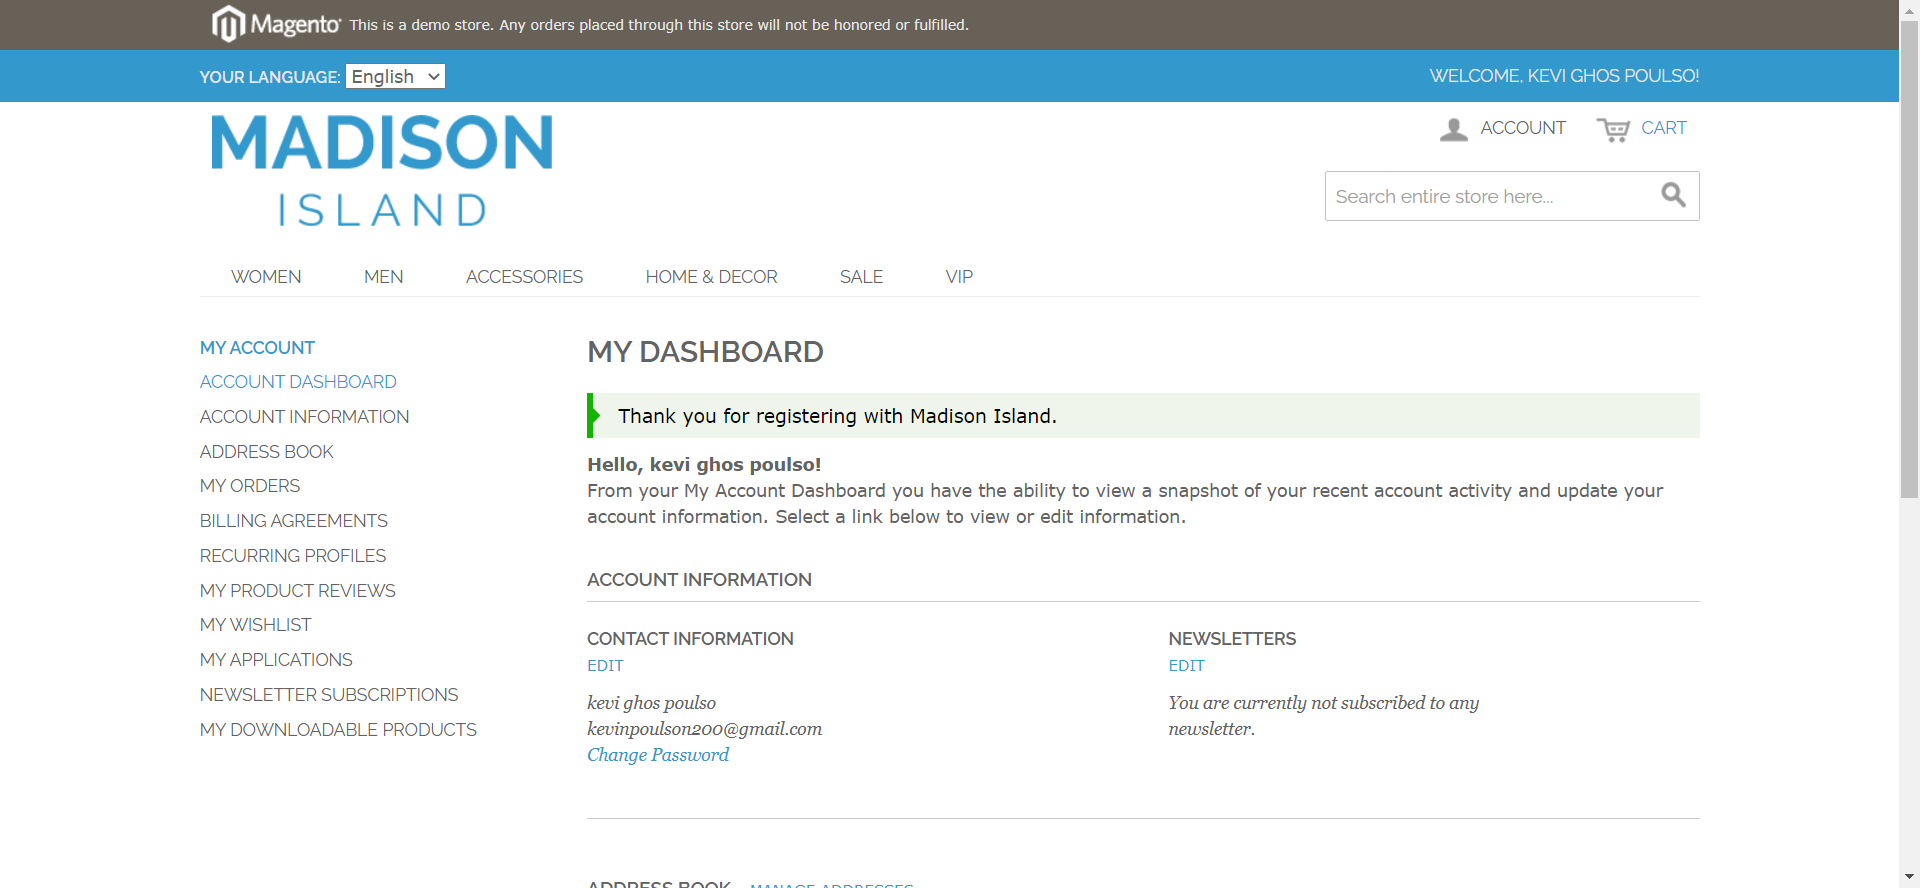 Magento® This is a demo store. Any orders placed through this store will not be honored or fulfilled.
YOUR LANGUAGE: English
WELCOME, KEVI GHOS POULSO!
MADISON
ISLAND
ACCOUNT CART
Search entire store here...
WOMEN MEN ACCESSORIES HOME & DECOR SALE VIP
MY ACCOUNT
ACCOUNT DASHBOARD
ACCOUNT INFORMATION
ADDRESS BOOK
MY ORDERS
BILLING AGREEMENTS
RECURRING PROFILES
MY PRODUCT REVIEWS
MY WISHLIST
MY APPLICATIONS
NEWSLETTER SUBSCRIPTIONS
MY DOWNLOADABLE PRODUCTS
MY DASHBOARD
Thank you for registering with Madison Island.
Hello, kevi ghos poulso!
From your My Account Dashboard you have the ability to view a snapshot of your recent account activity and update your
account information. Select a link below to view or edit information.
ACCOUNT INFORMATION
CONTACT INFORMATION
EDIT
kevi ghos poulso
kevinpoulson200@gmail.com
Change Password
NEWSLETTERS
EDIT
You are currently not subscribed to any
newsletter.
ADDRESS BOOK MANAGE ADDRESSES